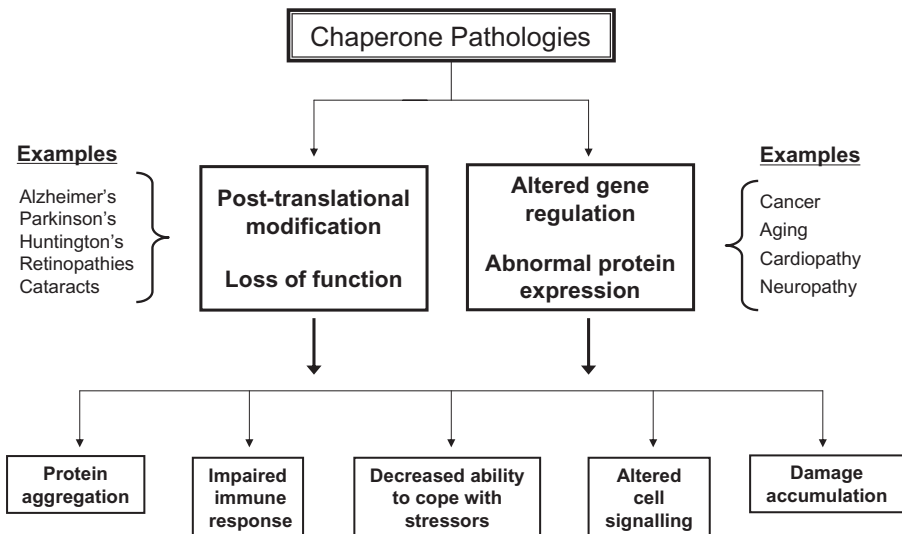 Chaperone Pathologies
Examples
Alzheimer's
Parkinson's
Huntington's
Retinopathies
Cataracts
Post-translational
modification
Loss of function
Altered gene
regulation
Abnormal protein
expression
Examples
Cancer
Aging
Cardiopathy
Neuropathy
Protein
aggregation
Impaired
immune
response
Decreased ability
to cope with
stressors
Altered
cell
signalling
Damage
accumulation